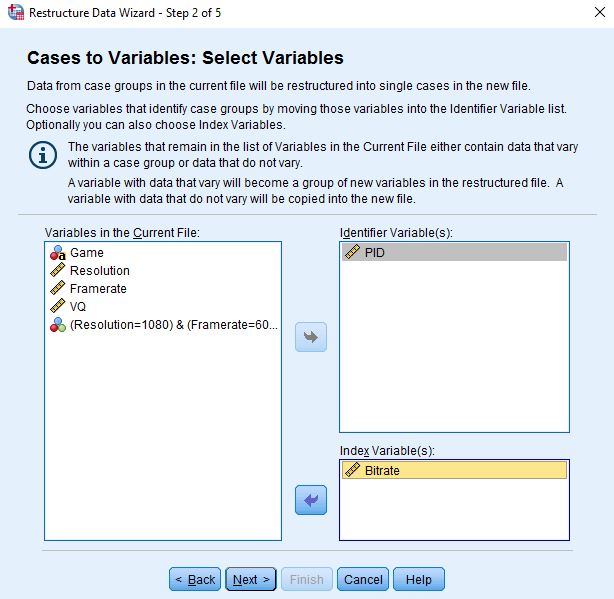 Restructure Data Wizard - Step 2 of 5
Cases to Variables: Select Variables
Data from case groups in the current file will be restructured into single cases in the new file.
Choose variables that identify case groups by moving those variables into the Identifier Variable list.
Optionally you can also choose Index Variables.
The variables that remain in the list of Variables in the Current File either contain data that vary
within a case group or data that do not vary.
A variable with data that vary will become a group of new variables in the restructured file. A
variable with data that do not vary will be copied into the new file.
Variables in the Current File:
Game
Resolution
Framerate
VQ
(Resolution=1080) & (Framerate=60...
Identifier Variable(s):
PID
Index Variable(s):
Bitrate
< Back
Next >
Finish
Cancel
Help